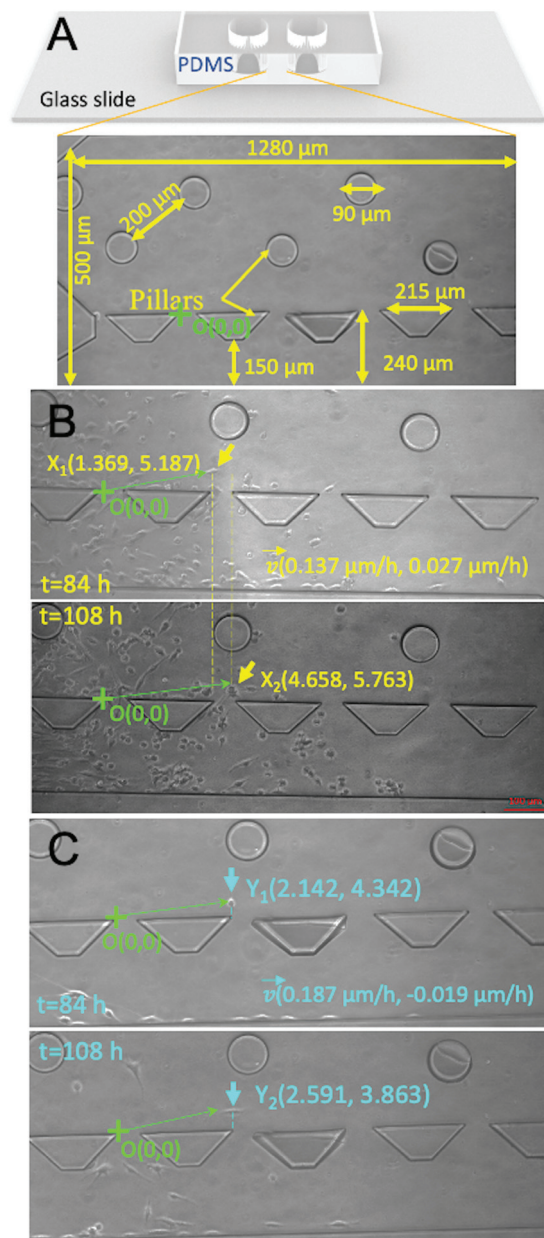 A
PDMS
Glass slide
1280 µm
500 µm
200 µm
90 µm
Pillars
O(0,0)
215 µm
150 µm
240 µm
B
X1(1.369, 5.187)
O(0,0)
v(0.137 µm/h, 0.027 µm/h)
t=84 h
t=108 h
X2(4.658, 5.763)
O(0,0)
C
Y1(2.142, 4.342)
O(0,0)
v(0.187 µm/h, -0.019 µm/h)
t=84 h
t=108 h
Y2(2.591, 3.863)
O(0,0)